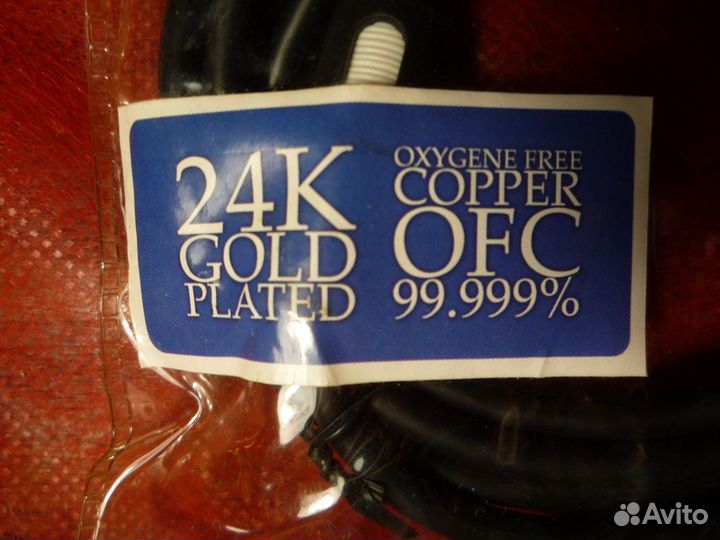 24K
GOLD
PLATED
OXYGENE FREE
COPPER
OFC
99.999%
Avito